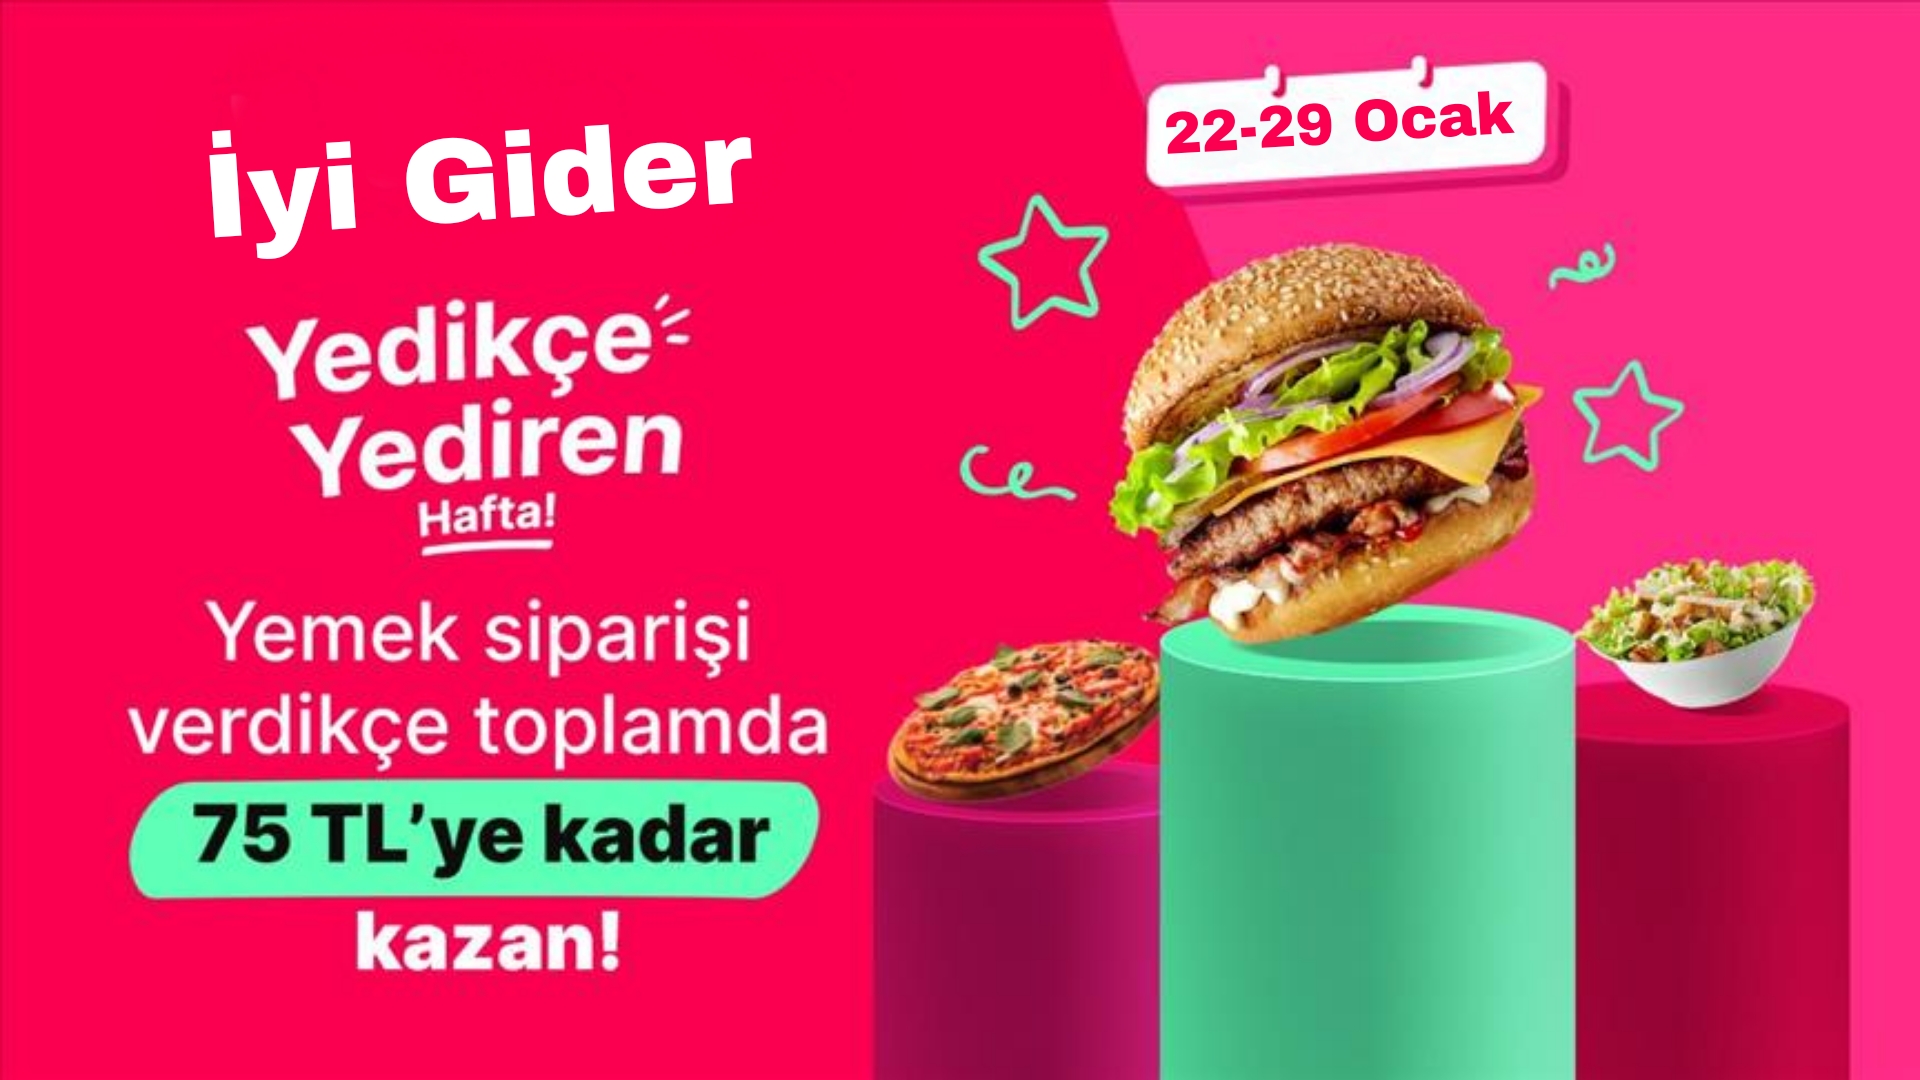 İyi Gider
22-29 Ocak
Yedikçe
Yediren
Hafta!
Yemek siparişi
verdikçe toplamda
75 TL'ye kadar
kazan!